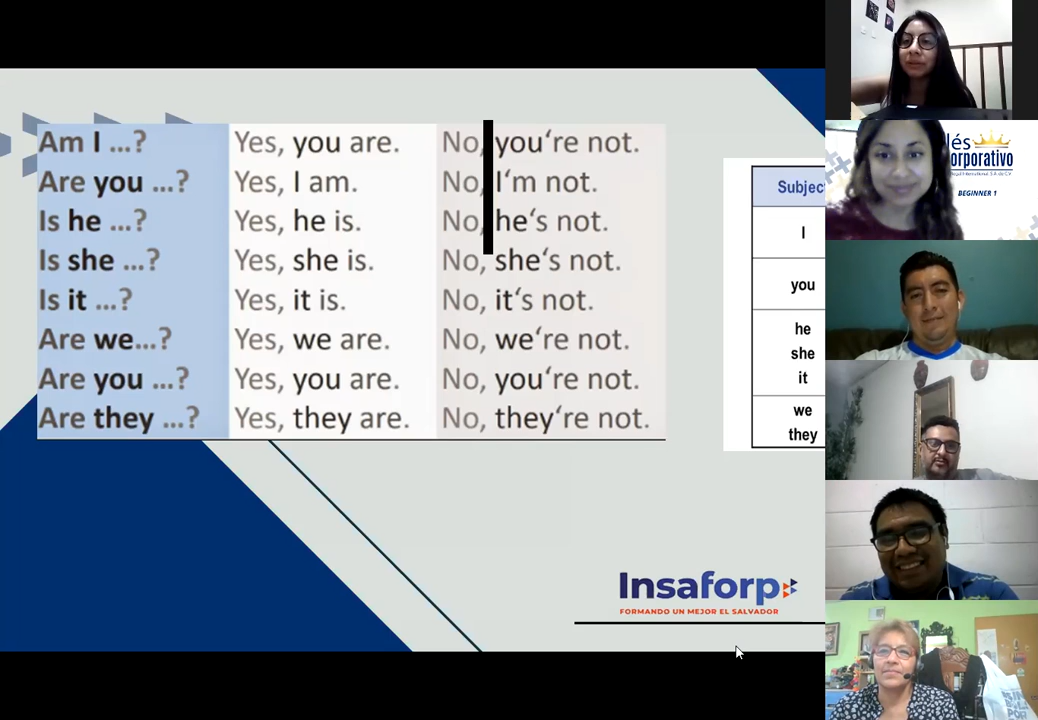 Am I ...? Yes, you are. No, you're not.
Are you ...? Yes, I am. No, I'm not.
Is he ...? Yes, he is. No, he's not.
Is she ...? Yes, she is. No, she's not.
Is it ...? Yes, it is. No, it's not.
Are we...? Yes, we are. No, we're not.
Are you ...? Yes, you are. No, you're not.
Are they ...? Yes, they are. No, they're not.
Subject
I
you
he
she
it
we
they
Insaforp
FORMANDO UN MEJOR EL SALVADOR
lés
orporativo
BEGINNER 1